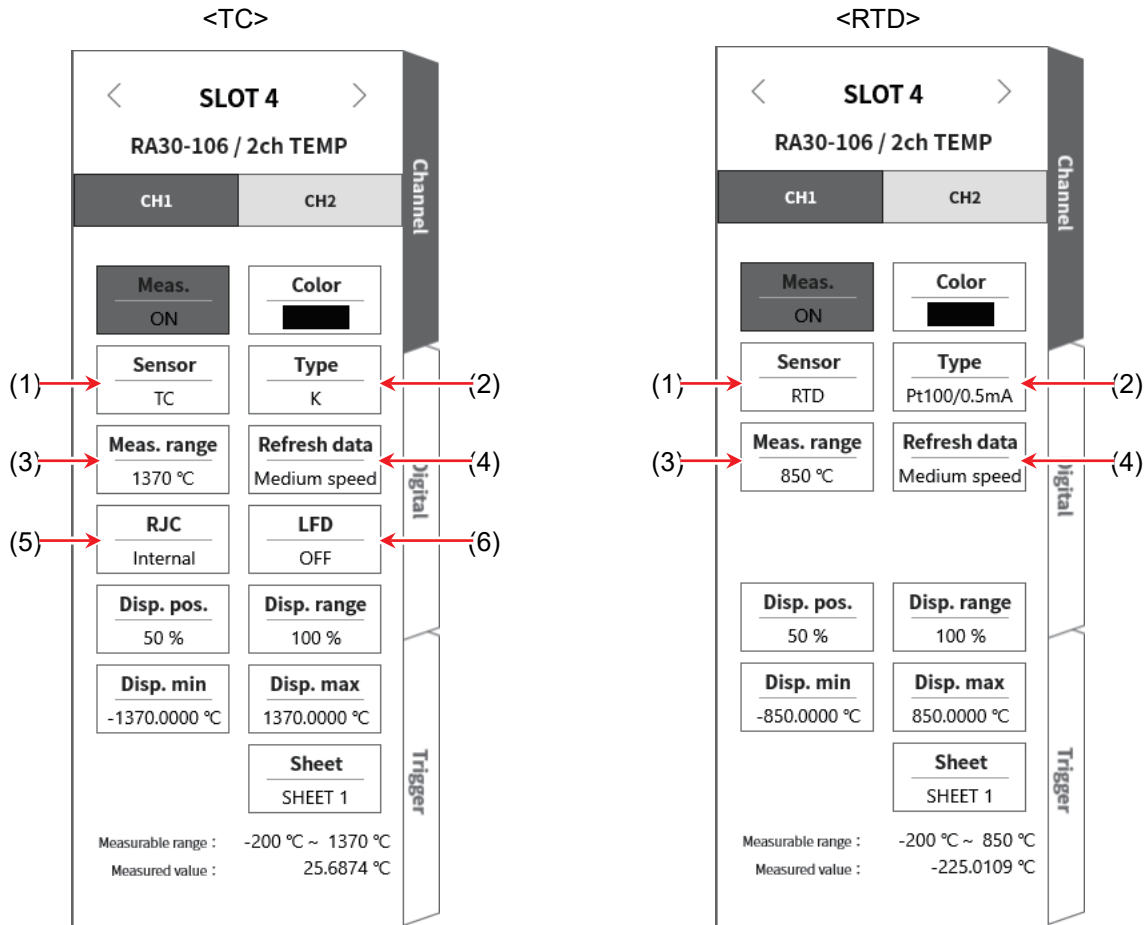 <TC>
< SLOT 4 >
RA30-106 / 2ch TEMP
CH1 CH2
Meas. Color
ON
(1) Sensor Type (2)
TC K
(3) Meas. range Refresh data (4)
1370 ℃ Medium speed
(5) RJC LFD (6)
Internal OFF
Disp. pos. Disp. range
50 % 100 %
Disp. min Disp. max
-1370.0000 ℃ 1370.0000 ℃
Sheet
SHEET 1
Measurable range : -200 ℃ ~ 1370 ℃
Measured value : 25.6874 ℃
Channel
Digital
Trigger
<RTD>
< SLOT 4 >
RA30-106 / 2ch TEMP
CH1 CH2
Meas. Color
ON
(1) Sensor Type (2)
RTD Pt100/0.5mA
(3) Meas. range Refresh data (4)
850 ℃ Medium speed
Disp. pos. Disp. range
50 % 100 %
Disp. min Disp. max
-850.0000 ℃ 850.0000 ℃
Sheet
SHEET 1
Measurable range : -200 ℃ ~ 850 ℃
Measured value : -225.0109 ℃
Channel
Digital
Trigger